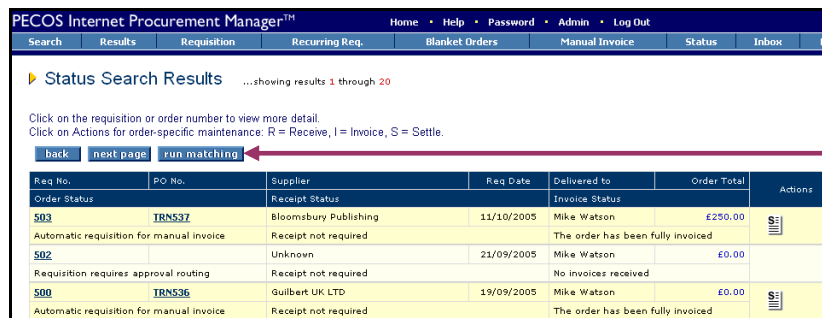 PECOS Internet Procurement Manager™ Home • Help • Password • Admin • Log Out
Search Results Requisition Recurring Req. Blanket Orders Manual Invoice Status Inbox
Status Search Results ...showing results 1 through 20
Click on the requisition or order number to view more detail.
Click on Actions for order-specific maintenance: R = Receive, I = Invoice, S = Settle.
back next page run matching
Req No. PO No. Supplier Req Date Delivered to Order Total Actions
Order Status Receipt Status Invoice Status
503 TRN537 Bloomsbury Publishing 11/10/2005 Mike Watson £250.00 S
Automatic requisition for manual invoice Receipt not required The order has been fully invoiced
502 Unknown 21/09/2005 Mike Watson £0.00
Requisition requires approval routing Receipt not required No invoices received
500 TRN536 Guilbert UK LTD 19/09/2005 Mike Watson £0.00 S
Automatic requisition for manual invoice Receipt not required The order has been fully invoiced